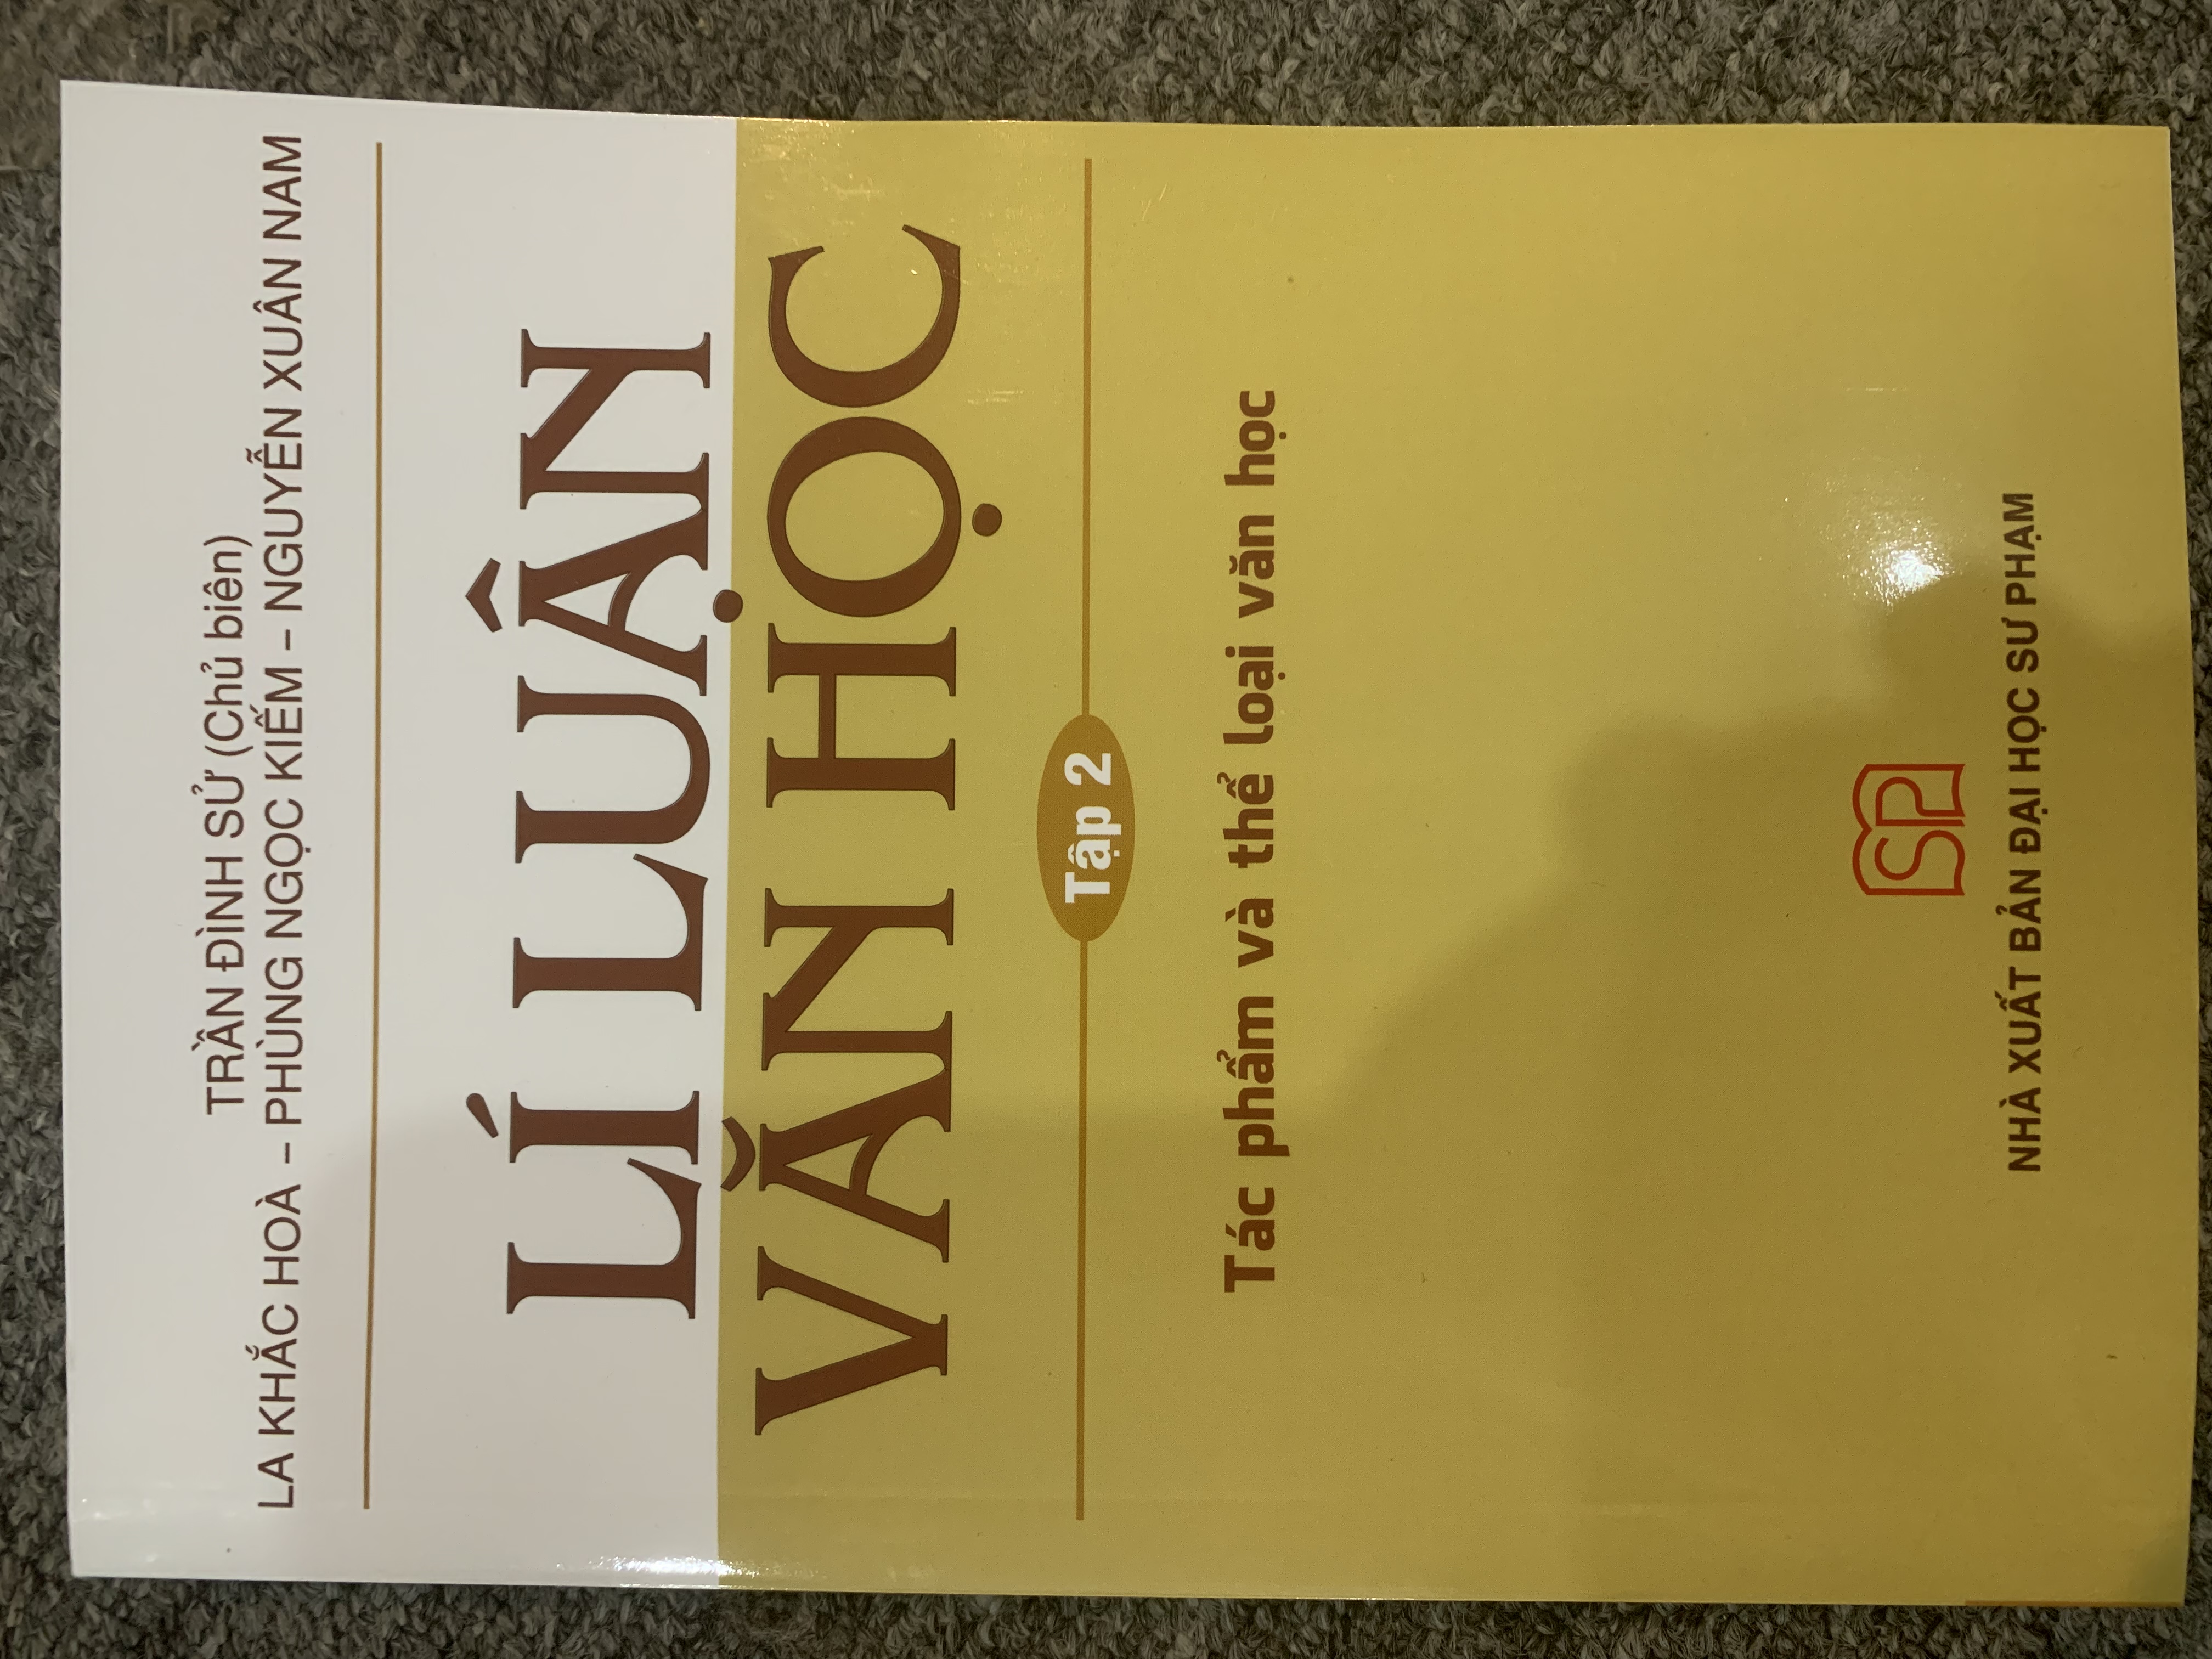 TRẦN ĐÌNH SỬ (Chủ biên)
LA KHẮC HOÀ – PHÙNG NGỌC KIẾM – NGUYỄN XUÂN NAM
LÍ LUẬN
VĂN HỌC
Tập 2
Tác phẩm và thể loại văn học
SP
NHÀ XUẤT BẢN ĐẠI HỌC SƯ PHẠM